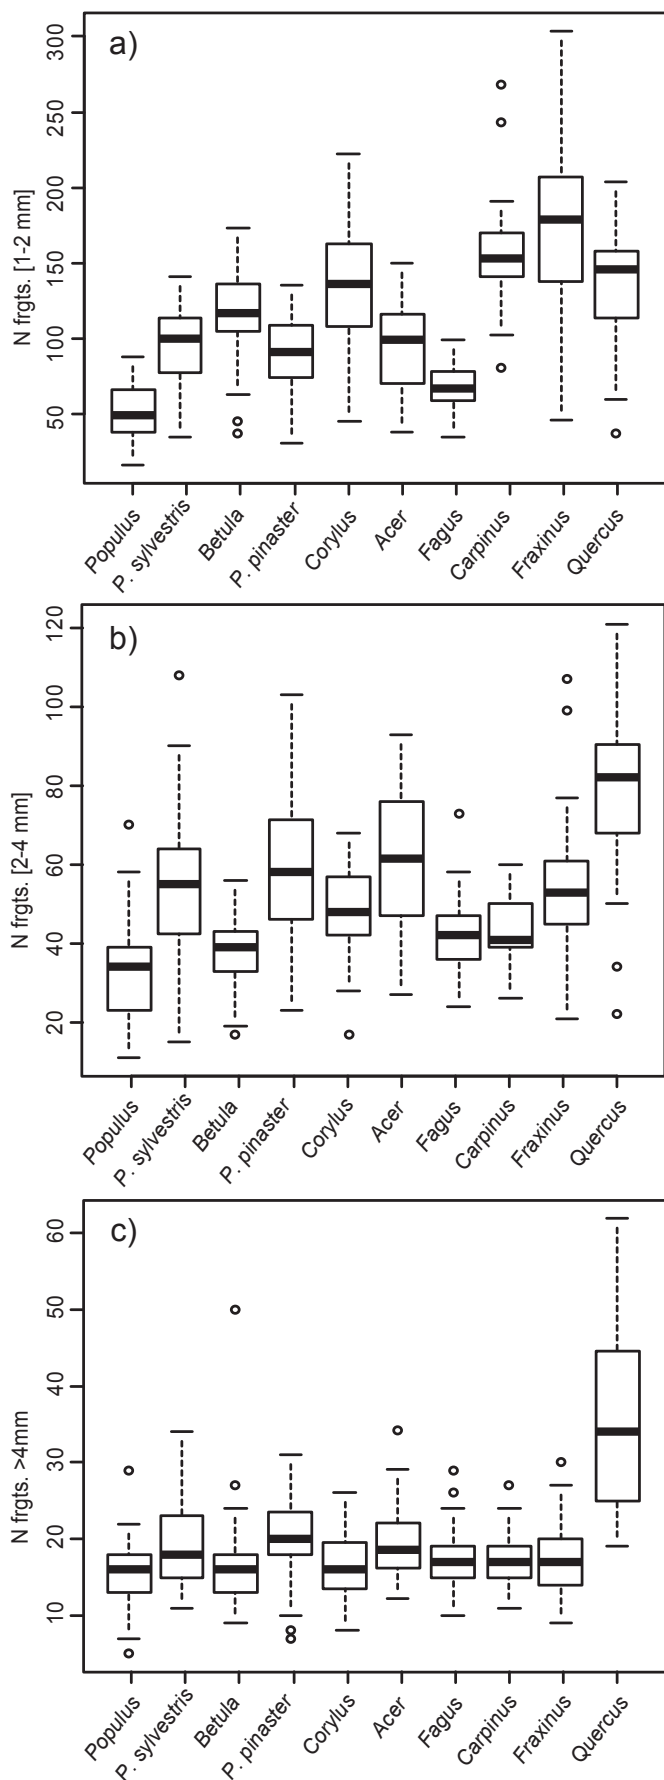 a)
N frgts. [1-2 mm]
300
250
200
150
100
50
Populus
P. sylvestris
Betula
P. pinaster
Corylus
Acer
Fagus
Carpinus
Fraxinus
Quercus
b)
N frgts. [2-4 mm]
120
100
80
60
40
20
Populus
P. sylvestris
Betula
P. pinaster
Corylus
Acer
Fagus
Carpinus
Fraxinus
Quercus
c)
N frgts. >4mm
60
50
40
30
20
10
Populus
P. sylvestris
Betula
P. pinaster
Corylus
Acer
Fagus
Carpinus
Fraxinus
Quercus